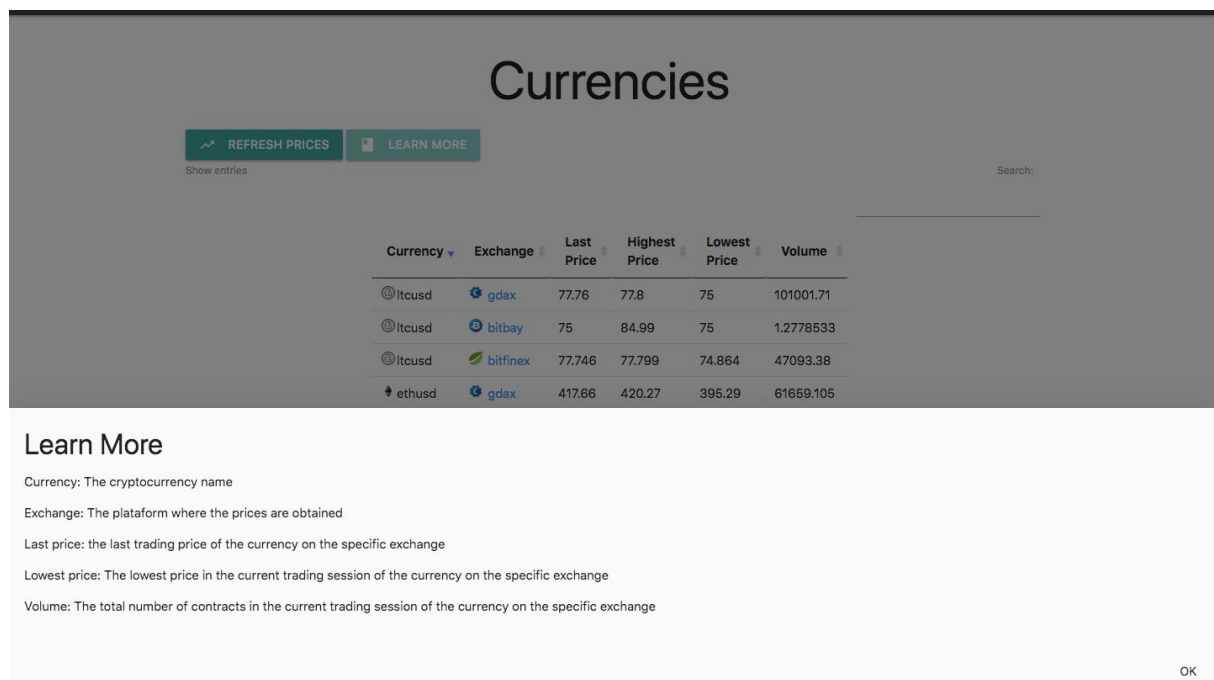 Currencies
REFRESH PRICES LEARN MORE
Show entries Search:
Currency Exchange Last Price Highest Price Lowest Price Volume
ltcusd gdax 77.76 77.8 75 101001.71
ltcusd bitbay 75 84.99 75 1.2778533
ltcusd bitfinex 77.746 77.799 74.864 47093.38
ethusd gdax 417.66 420.27 395.29 61659.105
Learn More
Currency: The cryptocurrency name
Exchange: The plataform where the prices are obtained
Last price: the last trading price of the currency on the specific exchange
Lowest price: The lowest price in the current trading session of the currency on the specific exchange
Volume: The total number of contracts in the current trading session of the currency on the specific exchange
OK